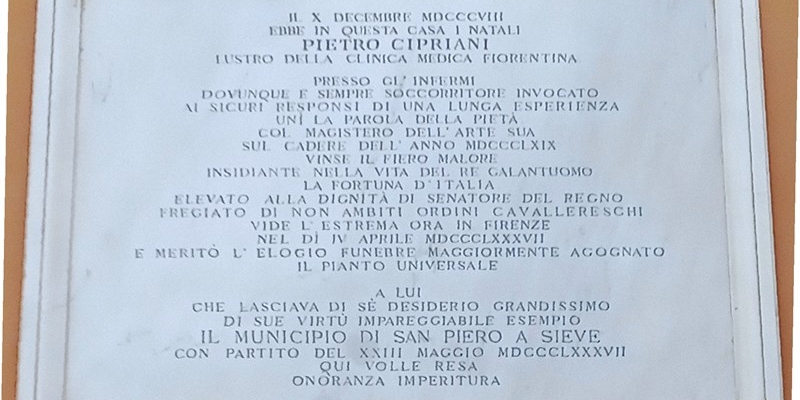 IL X DECEMBRE MDCCCVIII
EBBE IN QUESTA CASA I NATALI
PIETRO CIPRIANI
LUSTRO DELLA CLINICA MEDICA FIORENTINA
PRESSO GL' INFERMI
DOVUNQUE E SEMPRE SOCCORRITORE INVOCATO
AI SICURI RESPONSI DI UNA LUNGA ESPERIENZA
UNÌ LA PAROLA DELLA PIETÀ
COL MAGISTERO DELL' ARTE SUA
SUL CADERE DELL' ANNO MDCCCLXIX
VINSE IL FIERO MALORE
INSIDIANTE NELLA VITA DEL RE GALANTUOMO
LA FORTUNA D'ITALIA
ELEVATO ALLA DIGNITÀ DI SENATORE DEL REGNO
FREGIATO DI NON AMBITI ORDINI CAVALLERESCHI
VIDE L' ESTREMA ORA IN FIRENZE
NEL DÌ IV APRILE MDCCCLXXXVII
E MERITÒ L' ELOGIO FUNEBRE MAGGIORMENTE AGOGNATO
IL PIANTO UNIVERSALE
A LUI
CHE LASCIAVA DI SÈ DESIDERIO GRANDISSIMO
DI SUE VIRTÙ IMPAREGGIABILE ESEMPIO
IL MUNICIPIO DI SAN PIERO A SIEVE
CON PARTITO DEL XXIII MAGGIO MDCCCLXXXVII
QUI VOLLE RESA
ONORANZA IMPERITURA